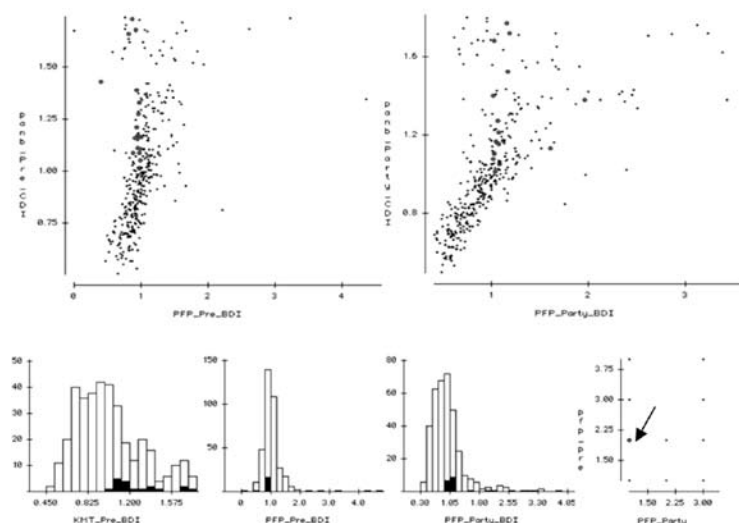 1.50
1.25
1.00
0.75
panb_Pre_CDI
0 1 2 3 4
PFP_Pre_BDI
1.6
1.2
0.8
panb_Party_CDI
1 2 3
PFP_Party_BDI
50
40
30
20
10
0.450 0.825 1.200 1.575
KMT_Pre_BDI
150
100
50
0.0 1.0 2.0 3.0 4.0
PFP_Pre_BDI
80
60
40
20
0.30 1.05 1.80 2.55 3.30 4.05
PFP_Party_BDI
3.75
3.00
2.25
1.50
pfp_pre
1.50 2.25 3.00
PFP_Party